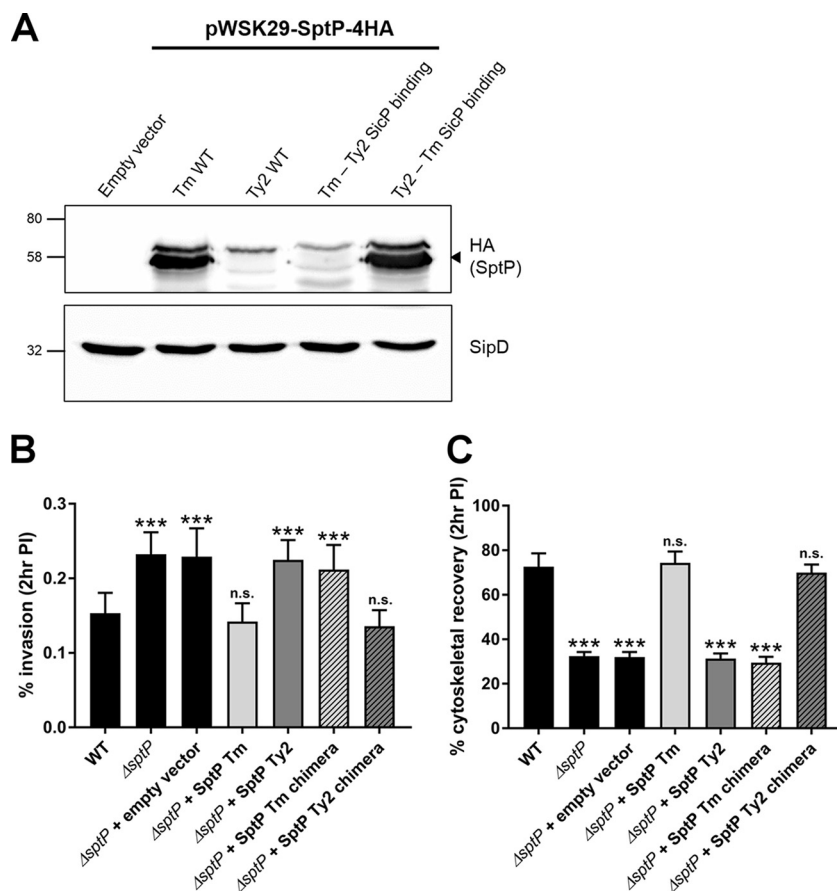 A
pWSK29-SptP-4HA
Empty vector
Tm WT
Ty2 WT
Tm – Ty2 SicP binding
Ty2 – Tm SicP binding
80
58
HA
(SptP)
32
SipD
B
% invasion (2hr PI)
0.3
0.2
0.1
0.0
***
***
n.s.
***
***
n.s.
WT
ΔsptP
ΔsptP + empty vector
ΔsptP + SptP Tm
ΔsptP + SptP Ty2
ΔsptP + SptP Tm chimera
ΔsptP + SptP Ty2 chimera
C
% cytoskeletal recovery (2hr PI)
100
80
60
40
20
0
***
***
n.s.
***
***
n.s.
WT
ΔsptP
ΔsptP + empty vector
ΔsptP + SptP Tm
ΔsptP + SptP Ty2
ΔsptP + SptP Tm chimera
ΔsptP + SptP Ty2 chimera